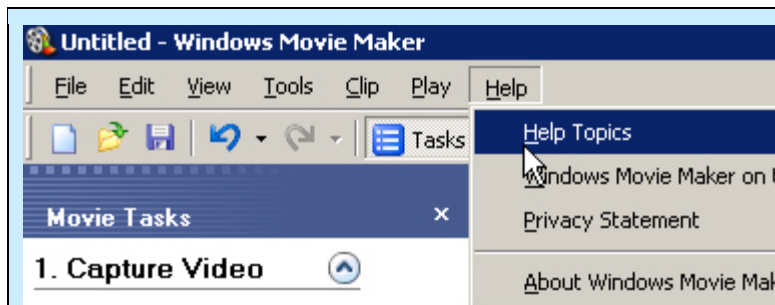 Untitled - Windows Movie Maker
File Edit View Tools Clip Play Help
Tasks
Help Topics
Windows Movie Maker on
Privacy Statement
About Windows Movie
Movie Tasks
1. Capture Video